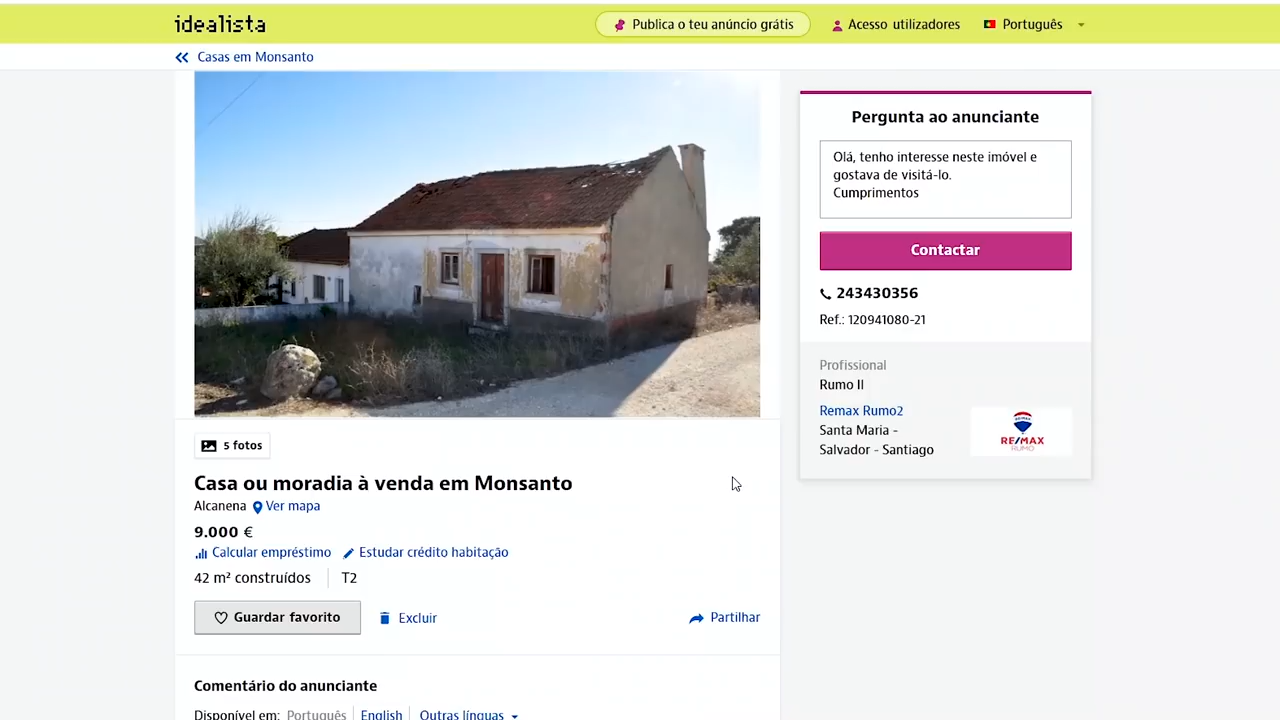 idealista
Publica o teu anúncio grátis
Acesso utilizadores
Português
Casas em Monsanto
5 fotos
Casa ou moradia à venda em Monsanto
Alcanena Ver mapa
9.000 €
Calcular empréstimo Estudar crédito habitação
42 m² construídos T2
Guardar favorito Excluir Partilhar
Comentário do anunciante
Disponível em: Português English Outras línguas
Pergunta ao anunciante
Olá, tenho interesse neste imóvel e
gostava de visitá-lo.
Cumprimentos
Contactar
243430356
Ref.: 120941080-21
Profissional
Rumo II
Remax Rumo2
Santa Maria -
Salvador - Santiago
RE/MAX
RUMO